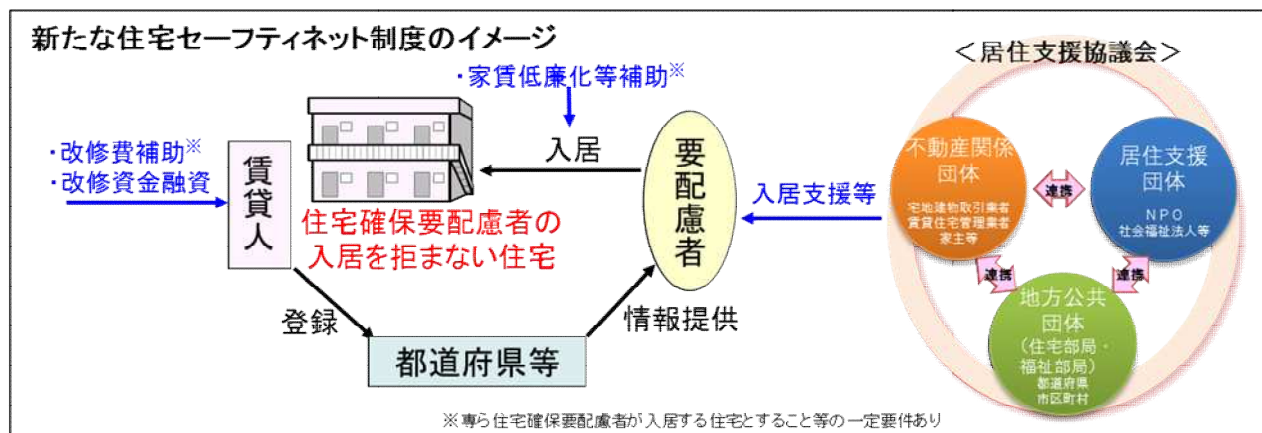 新たな住宅セーフティネット制度のイメージ
・家賃低廉化等補助※
・改修費補助※
・改修資金融資
賃貸人
入居
要配慮者
住宅確保要配慮者の
入居を拒まない住宅
登録
情報提供
都道府県等
入居支援等
＜居住支援協議会＞
不動産関係
団体
宅地建物取引業者
賃貸住宅管理業者
家主等
連携
居住支援
団体
ＮＰＯ
社会福祉法人等
連携
連携
地方公共
団体
（住宅部局・
福祉部局）
都道府県
市区町村
※専ら住宅確保要配慮者が入居する住宅とすること等の一定要件あり